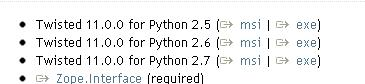 • Twisted 11.0.0 for Python 2.5 (msi | exe)
• Twisted 11.0.0 for Python 2.6 (msi | exe)
• Twisted 11.0.0 for Python 2.7 (msi | exe)
• Zope.Interface (required)